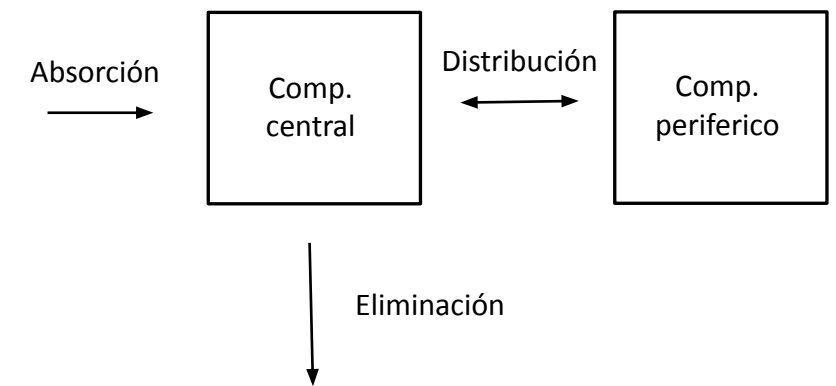 Absorción
Comp.
central
Distribución
Comp.
periferico
Eliminación